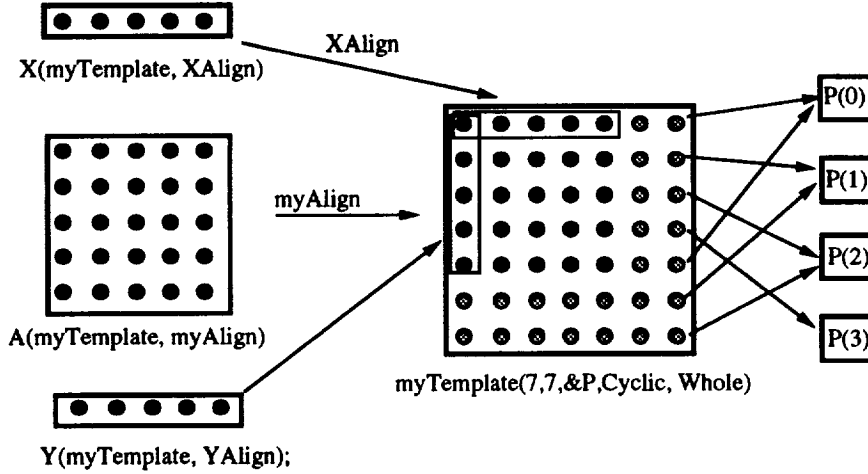 XAlign
X(myTemplate, XAlign)
P(0)
P(1)
myAlign
P(2)
A(myTemplate, myAlign)
P(3)
myTemplate(7,7,&P,Cyclic, Whole)
Y(myTemplate, YAlign);